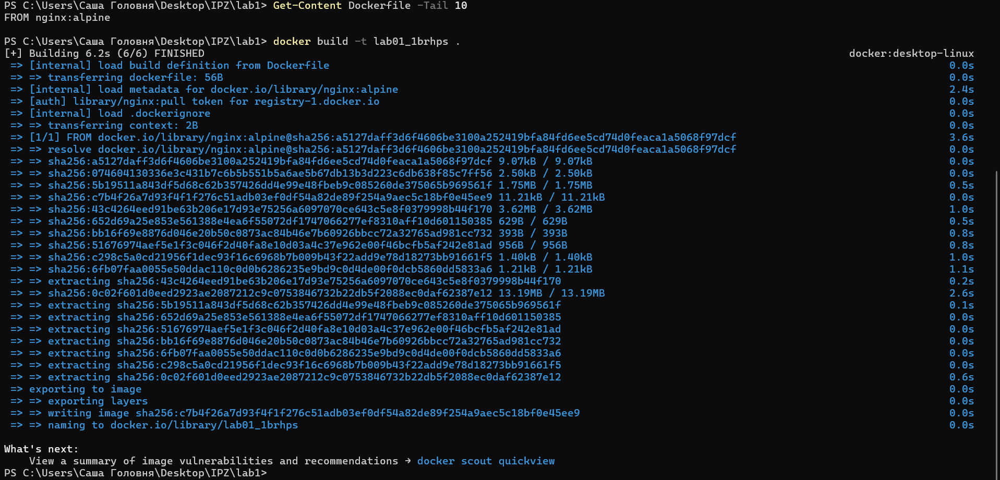 PS C:\Users\Саша Головня\Desktop\IPZ\lab1> Get-Content Dockerfile -Tail 10
FROM nginx:alpine
PS C:\Users\Саша Головня\Desktop\IPZ\lab1> docker build -t lab01_1brhps .
[+] Building 6.2s (6/6) FINISHED docker:desktop-linux
=> [internal] load build definition from Dockerfile 0.0s
=> => transferring dockerfile: 56B 0.0s
=> [internal] load metadata for docker.io/library/nginx:alpine 2.4s
=> [auth] library/nginx:pull token for registry-1.docker.io 0.0s
=> [internal] load .dockerignore 0.0s
=> => transferring context: 2B 0.0s
=> [1/1] FROM docker.io/library/nginx:alpine@sha256:a5127daff3d6f4606be3100a252419bfa84fd6ee5cd74d0feaca1a5068f97dcf 3.6s
=> => resolve docker.io/library/nginx:alpine@sha256:a5127daff3d6f4606be3100a252419bfa84fd6ee5cd74d0feaca1a5068f97dcf 0.0s
=> => sha256:a5127daff3d6f4606be3100a252419bfa84fd6ee5cd74d0feaca1a5068f97dcf 9.07kB / 9.07kB 0.0s
=> => sha256:074604130336e3c431b7c6b5b551b5a6ae5b67db13b3d223c6db638f85c7ff56 2.50kB / 2.50kB 0.0s
=> => sha256:5b19511a843df5d68c62b357426dd4e99e48fbeb9c085260de375065b969561f 1.75MB / 1.75MB 0.5s
=> => sha256:c7b4f26a7d93f4f1f276c51adb03ef0df54a82de89f254a9aec5c18bf0e45ee9 11.21kB / 11.21kB 0.0s
=> => sha256:43c4264eed91be63b206e17d93e75256a6097070ce643c5e8f0379998b44f170 3.62MB / 3.62MB 1.0s
=> => sha256:652d69a25e853e561388e4ea6f55072df1747066277ef8310aff10d601150385 629B / 629B 0.5s
=> => sha256:bb16f69e8876d046e20b50c0873ac84b46e7b60926bbcc72a32765ad981cc732 393B / 393B 0.8s
=> => sha256:51676974aef5e1f3c046f2d40fa8e10d03a4c37e962e00f46bcfb5af242e81ad 956B / 956B 0.8s
=> => sha256:c298c5a0cd21956f1dec93f16c6968b7b009b43f22add9e78d18273bb91661f5 1.40kB / 1.40kB 1.0s
=> => sha256:6fb07faa0055e50ddac110c0d0b6286235e9bd9c0d4de00f0dcb5860dd5833a6 1.21kB / 1.21kB 1.1s
=> => extracting sha256:43c4264eed91be63b206e17d93e75256a6097070ce643c5e8f0379998b44f170 0.2s
=> => sha256:0c02f601d0eed2923ae2087212c9c0753846732b22db5f2088ec0daf62387e12 13.19MB / 13.19MB 2.6s
=> => extracting sha256:5b19511a843df5d68c62b357426dd4e99e48fbeb9c085260de375065b969561f 0.1s
=> => extracting sha256:652d69a25e853e561388e4ea6f55072df1747066277ef8310aff10d601150385 0.0s
=> => extracting sha256:51676974aef5e1f3c046f2d40fa8e10d03a4c37e962e00f46bcfb5af242e81ad 0.0s
=> => extracting sha256:bb16f69e8876d046e20b50c0873ac84b46e7b60926bbcc72a32765ad981cc732 0.0s
=> => extracting sha256:6fb07faa0055e50ddac110c0d0b6286235e9bd9c0d4de00f0dcb5860dd5833a6 0.0s
=> => extracting sha256:c298c5a0cd21956f1dec93f16c6968b7b009b43f22add9e78d18273bb91661f5 0.0s
=> => extracting sha256:0c02f601d0eed2923ae2087212c9c0753846732b22db5f2088ec0daf62387e12 0.6s
=> exporting to image 0.0s
=> => exporting layers 0.0s
=> => writing image sha256:c7b4f26a7d93f4f1f276c51adb03ef0df54a82de89f254a9aec5c18bf0e45ee9 0.0s
=> => naming to docker.io/library/lab01_1brhps 0.0s
What's next:
View a summary of image vulnerabilities and recommendations → docker scout quickview
PS C:\Users\Саша Головня\Desktop\IPZ\lab1>